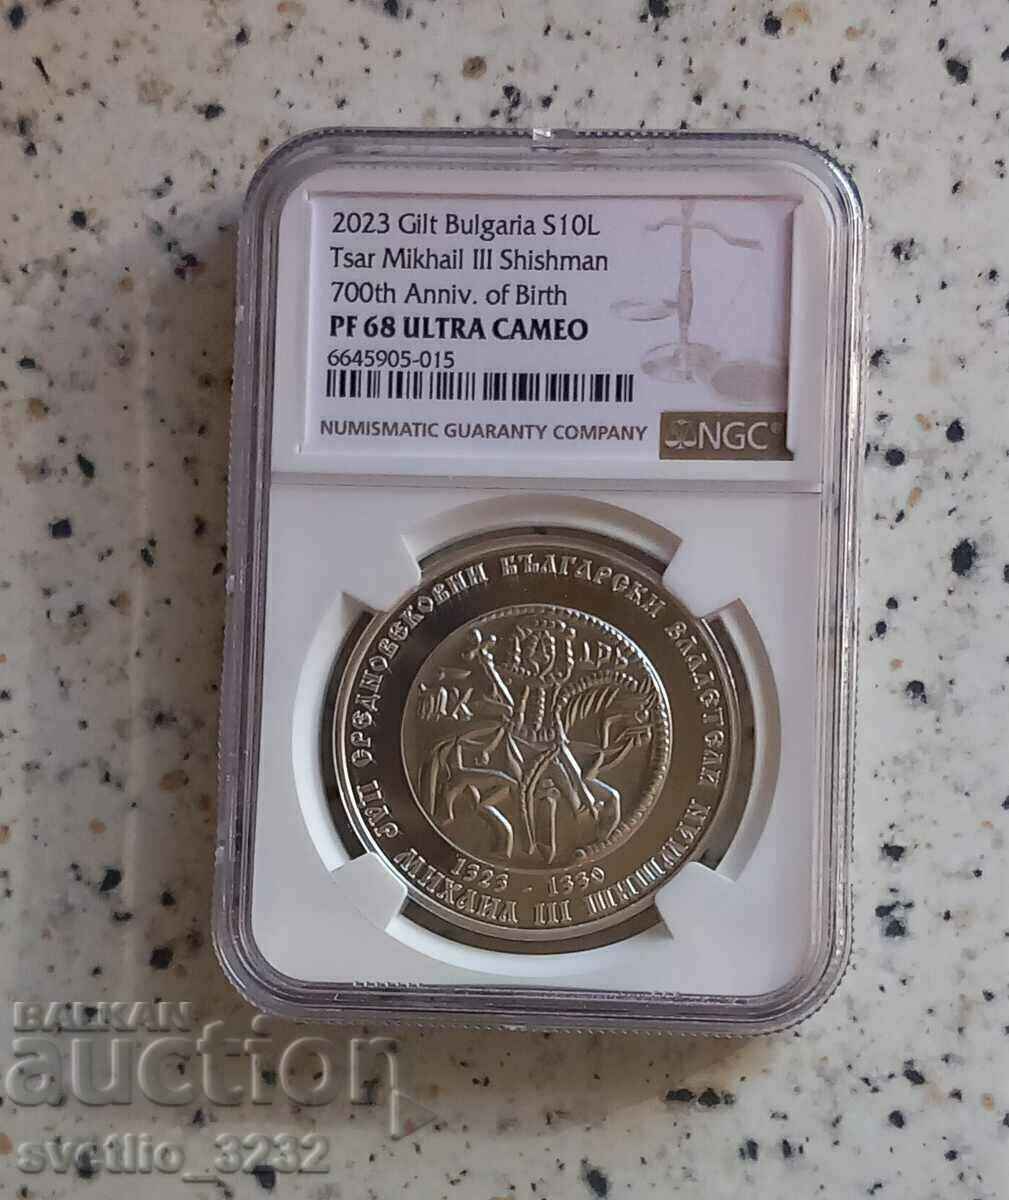 2023 Gilt Bulgaria S10L
Tsar Mikhail III Shishman
700th Anniv. of Birth
PF 68 ULTRA CAMEO
6645905-015
NUMISMATIC GUARANTY COMPANY
NGC
СРЕДНОВЕКОВНИ БЪЛГАРСКИ ВЛАДЕТЕЛИ
ЦАР МИХАИЛ III ШИШМАН
1323 - 1330
BALKAN
auction
svetlio_3232